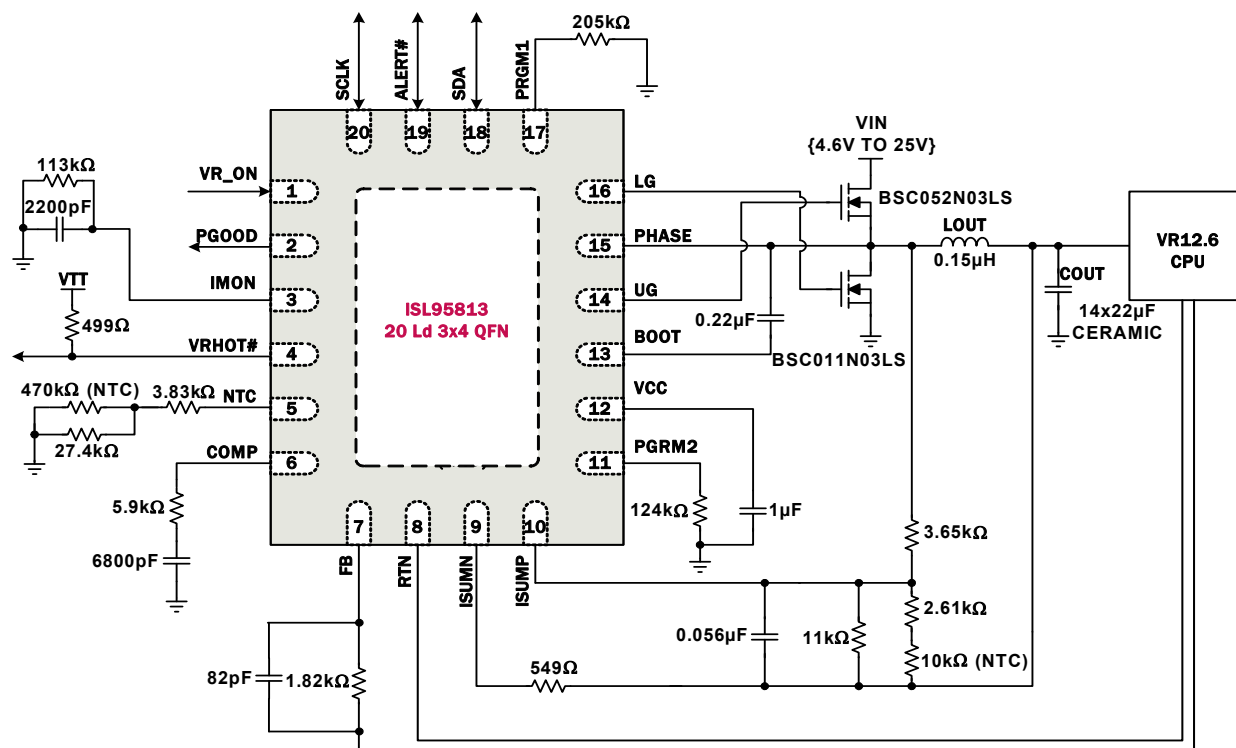 205kΩ
SCLK
ALERT#
SDA
PRGM1
20
19
18
17
VIN
{4.6V TO 25V}
113kΩ
2200pF
VR_ON
1
16
LG
BSC052N03LS
PGOOD
2
15
PHASE
LOUT
0.15µH
VR12.6
CPU
VTT
IMON
3
ISL95813
20 Ld 3x4 QFN
14
UG
COUT
14x22µF
CERAMIC
499Ω
0.22µF
VRHOT#
4
13
BOOT
BSC011N03LS
470kΩ (NTC)
3.83kΩ
NTC
5
12
VCC
27.4kΩ
COMP
6
11
PGRM2
5.9kΩ
124kΩ
1µF
6800pF
7
8
9
10
FB
RTN
ISUMN
ISUMP
3.65kΩ
2.61kΩ
0.056µF
11kΩ
10kΩ (NTC)
549Ω
82pF
1.82kΩ